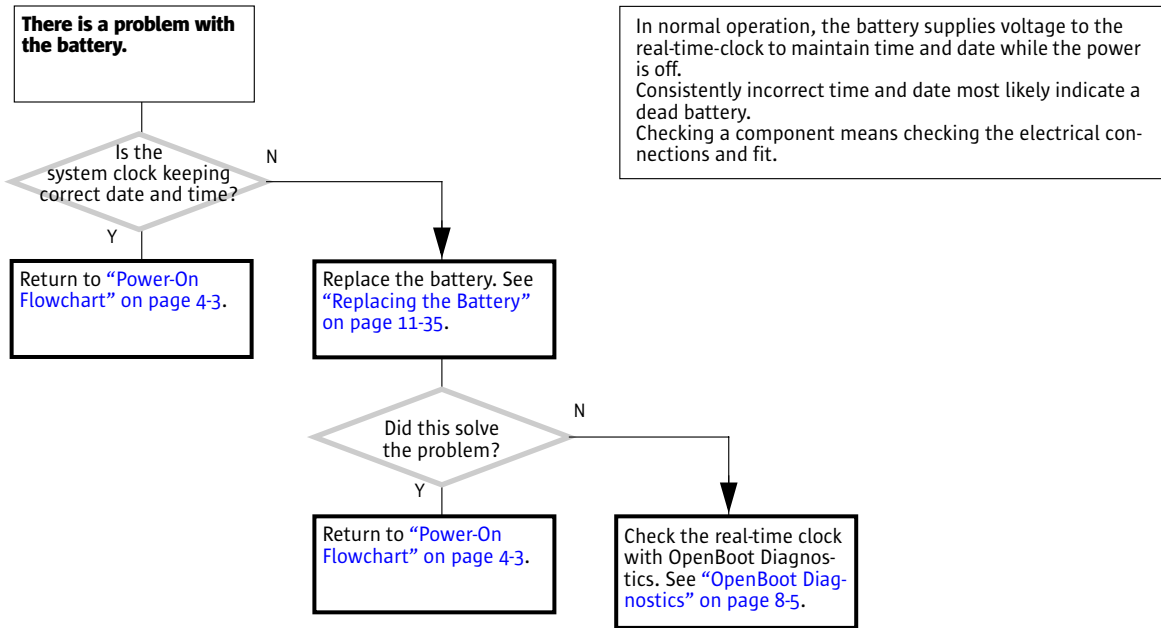 There is a problem with
the battery.
In normal operation, the battery supplies voltage to the
real-time-clock to maintain time and date while the power
is off.
Consistently incorrect time and date most likely indicate a
dead battery.
Checking a component means checking the electrical con-
nections and fit.
Is the
system clock keeping
correct date and time?
N
Y
Return to “Power-On
Flowchart” on page 4-3.
Replace the battery. See
“Replacing the Battery”
on page 11-35.
Did this solve
the problem?
N
Y
Return to “Power-On
Flowchart” on page 4-3.
Check the real-time clock
with OpenBoot Diagnos-
tics. See “OpenBoot Diag-
nostics” on page 8-5.